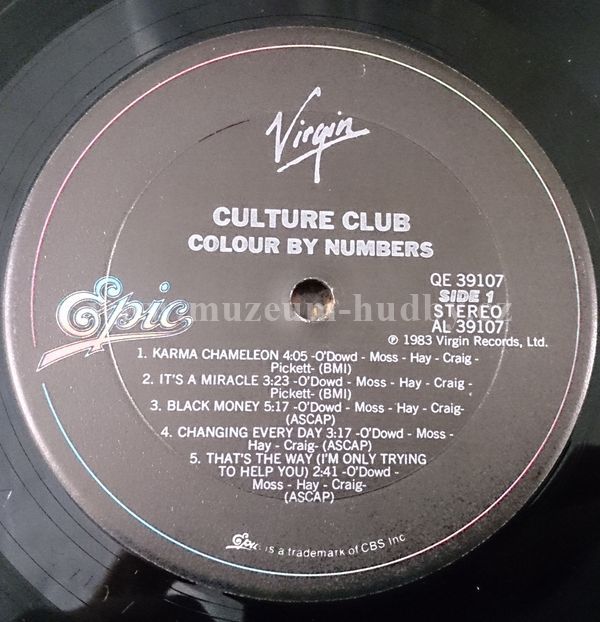 Virgin
CULTURE CLUB
COLOUR BY NUMBERS
QE 39107
SIDE 1
STEREO
AL 39107
℗ 1983 Virgin Records, Ltd.
Epic
muzeum-hudby.cz
1. KARMA CHAMELEON 4:05 -O'Dowd - Moss - Hay - Craig -
Pickett- (BMI)
2. IT'S A MIRACLE 3:23 -O'Dowd - Moss - Hay - Craig -
Pickett- (BMI)
3. BLACK MONEY 5:17 -O'Dowd - Moss - Hay - Craig-
(ASCAP)
4. CHANGING EVERY DAY 3:17 -O'Dowd - Moss -
Hay - Craig- (ASCAP)
5. THAT'S THE WAY (I'M ONLY TRYING
TO HELP YOU) 2:41 -O'Dowd -
Moss - Hay - Craig-
(ASCAP)
Epic. is a trademark of CBS Inc